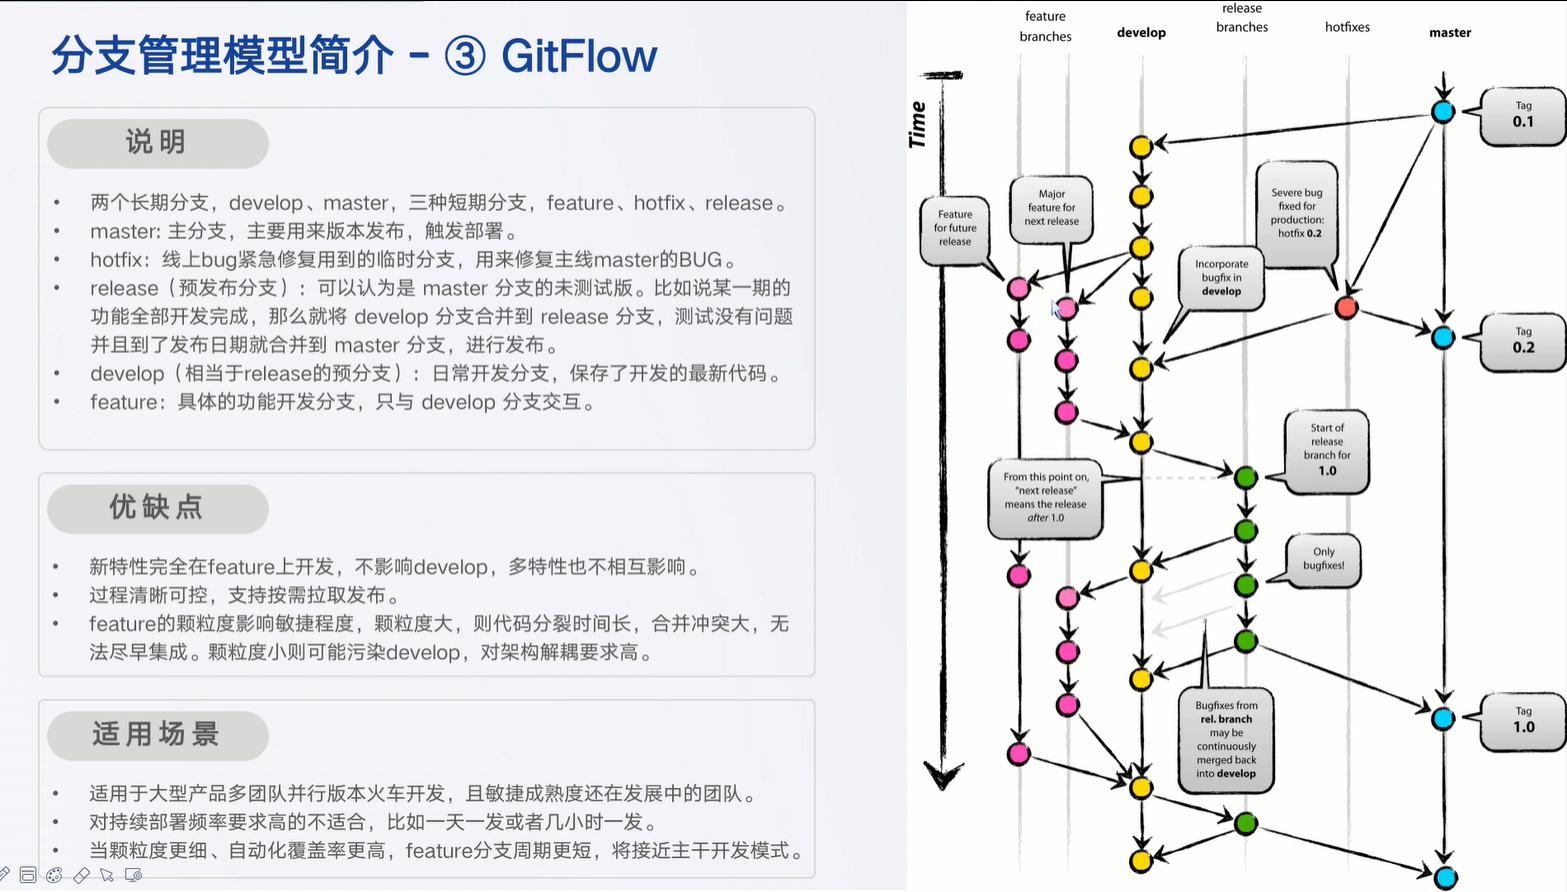 分支管理模型简介 - ③ GitFlow
说明
• 两个长期分支，develop、master，三种短期分支，feature、hotfix、release。
• master: 主分支，主要用来版本发布，触发部署。
• hotfix：线上bug紧急修复用到的临时分支，用来修复主线master的BUG。
• release（预发布分支）：可以认为是 master 分支的未测试版。比如说某一期的
功能全部开发完成，那么就将 develop 分支合并到 release 分支，测试没有问题
并且到了发布日期就合并到 master 分支，进行发布。
• develop（相当于release的预分支）：日常开发分支，保存了开发的最新代码。
• feature：具体的功能开发分支，只与 develop 分支交互。
优缺点
• 新特性完全在feature上开发，不影响develop，多特性也不相互影响。
• 过程清晰可控，支持按需拉取发布。
• feature的颗粒度影响敏捷程度，颗粒度大，则代码分裂时间长，合并冲突大，无
法尽早集成。颗粒度小则可能污染develop，对架构解耦要求高。
适用场景
• 适用于大型产品多团队并行版本火车开发，且敏捷成熟度还在发展中的团队。
• 对持续部署频率要求高的不适合，比如一天一发或者几小时一发。
• 当颗粒度更细、自动化覆盖率更高，feature分支周期更短，将接近主干开发模式。
feature
branches
develop
release
branches
hotfixes
master
Time
Tag
0.1
Feature
for future
release
Major
feature for
next release
Severe bug
fixed for
production:
hotfix 0.2
Incorporate
bugfix in
develop
Tag
0.2
Start of
release
branch for
1.0
From this point on,
“next release”
means the release
after 1.0
Only
bugfixes!
Bugfixes from
rel. branch
may be
continuously
merged back
into develop
Tag
1.0